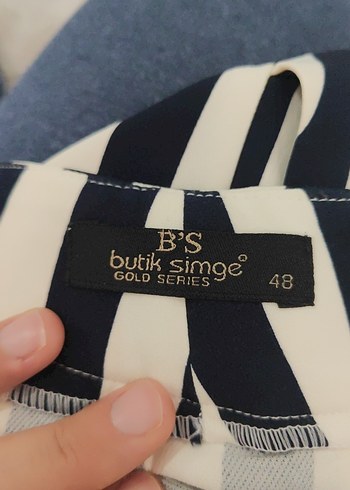 B'S
butik simge®
GOLD SERIES
48